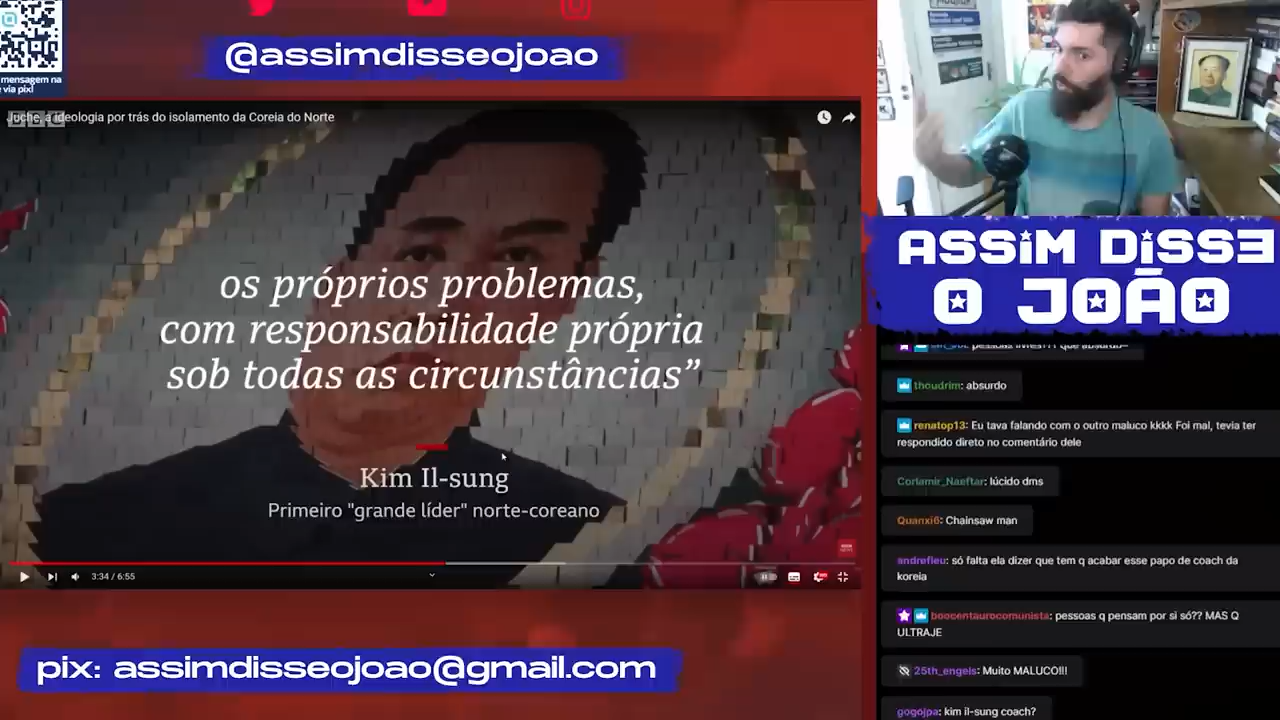 mensagem na
via pix!
@assimdisseojoao
Juche, a ideologia por trás do isolamento da Coreia do Norte
os próprios problemas,
com responsabilidade própria
sob todas as circunstâncias”
Kim Il-sung
Primeiro "grande líder" norte-coreano
3:34 / 6:55
pix: assimdisseojoao@gmail.com
ASSIM DISSE
O JOÃO
thoudrim: absurdo
renatop13: Eu tava falando com o outro maluco kkkk Foi mal, tevia ter
respondido direto no comentário dele
Corlamir_Naeftar: lúcido dms
Quanxi6: Chainsaw man
andrefleu: só falta ela dizer que tem q acabar esse papo de coach da
koreia
boocentaurocomunista: pessoas q pensam por si só?? MAS Q
ULTRAJE
25th_engels: Muito MALUCO!!!
gogojpa: kim il-sung coach?